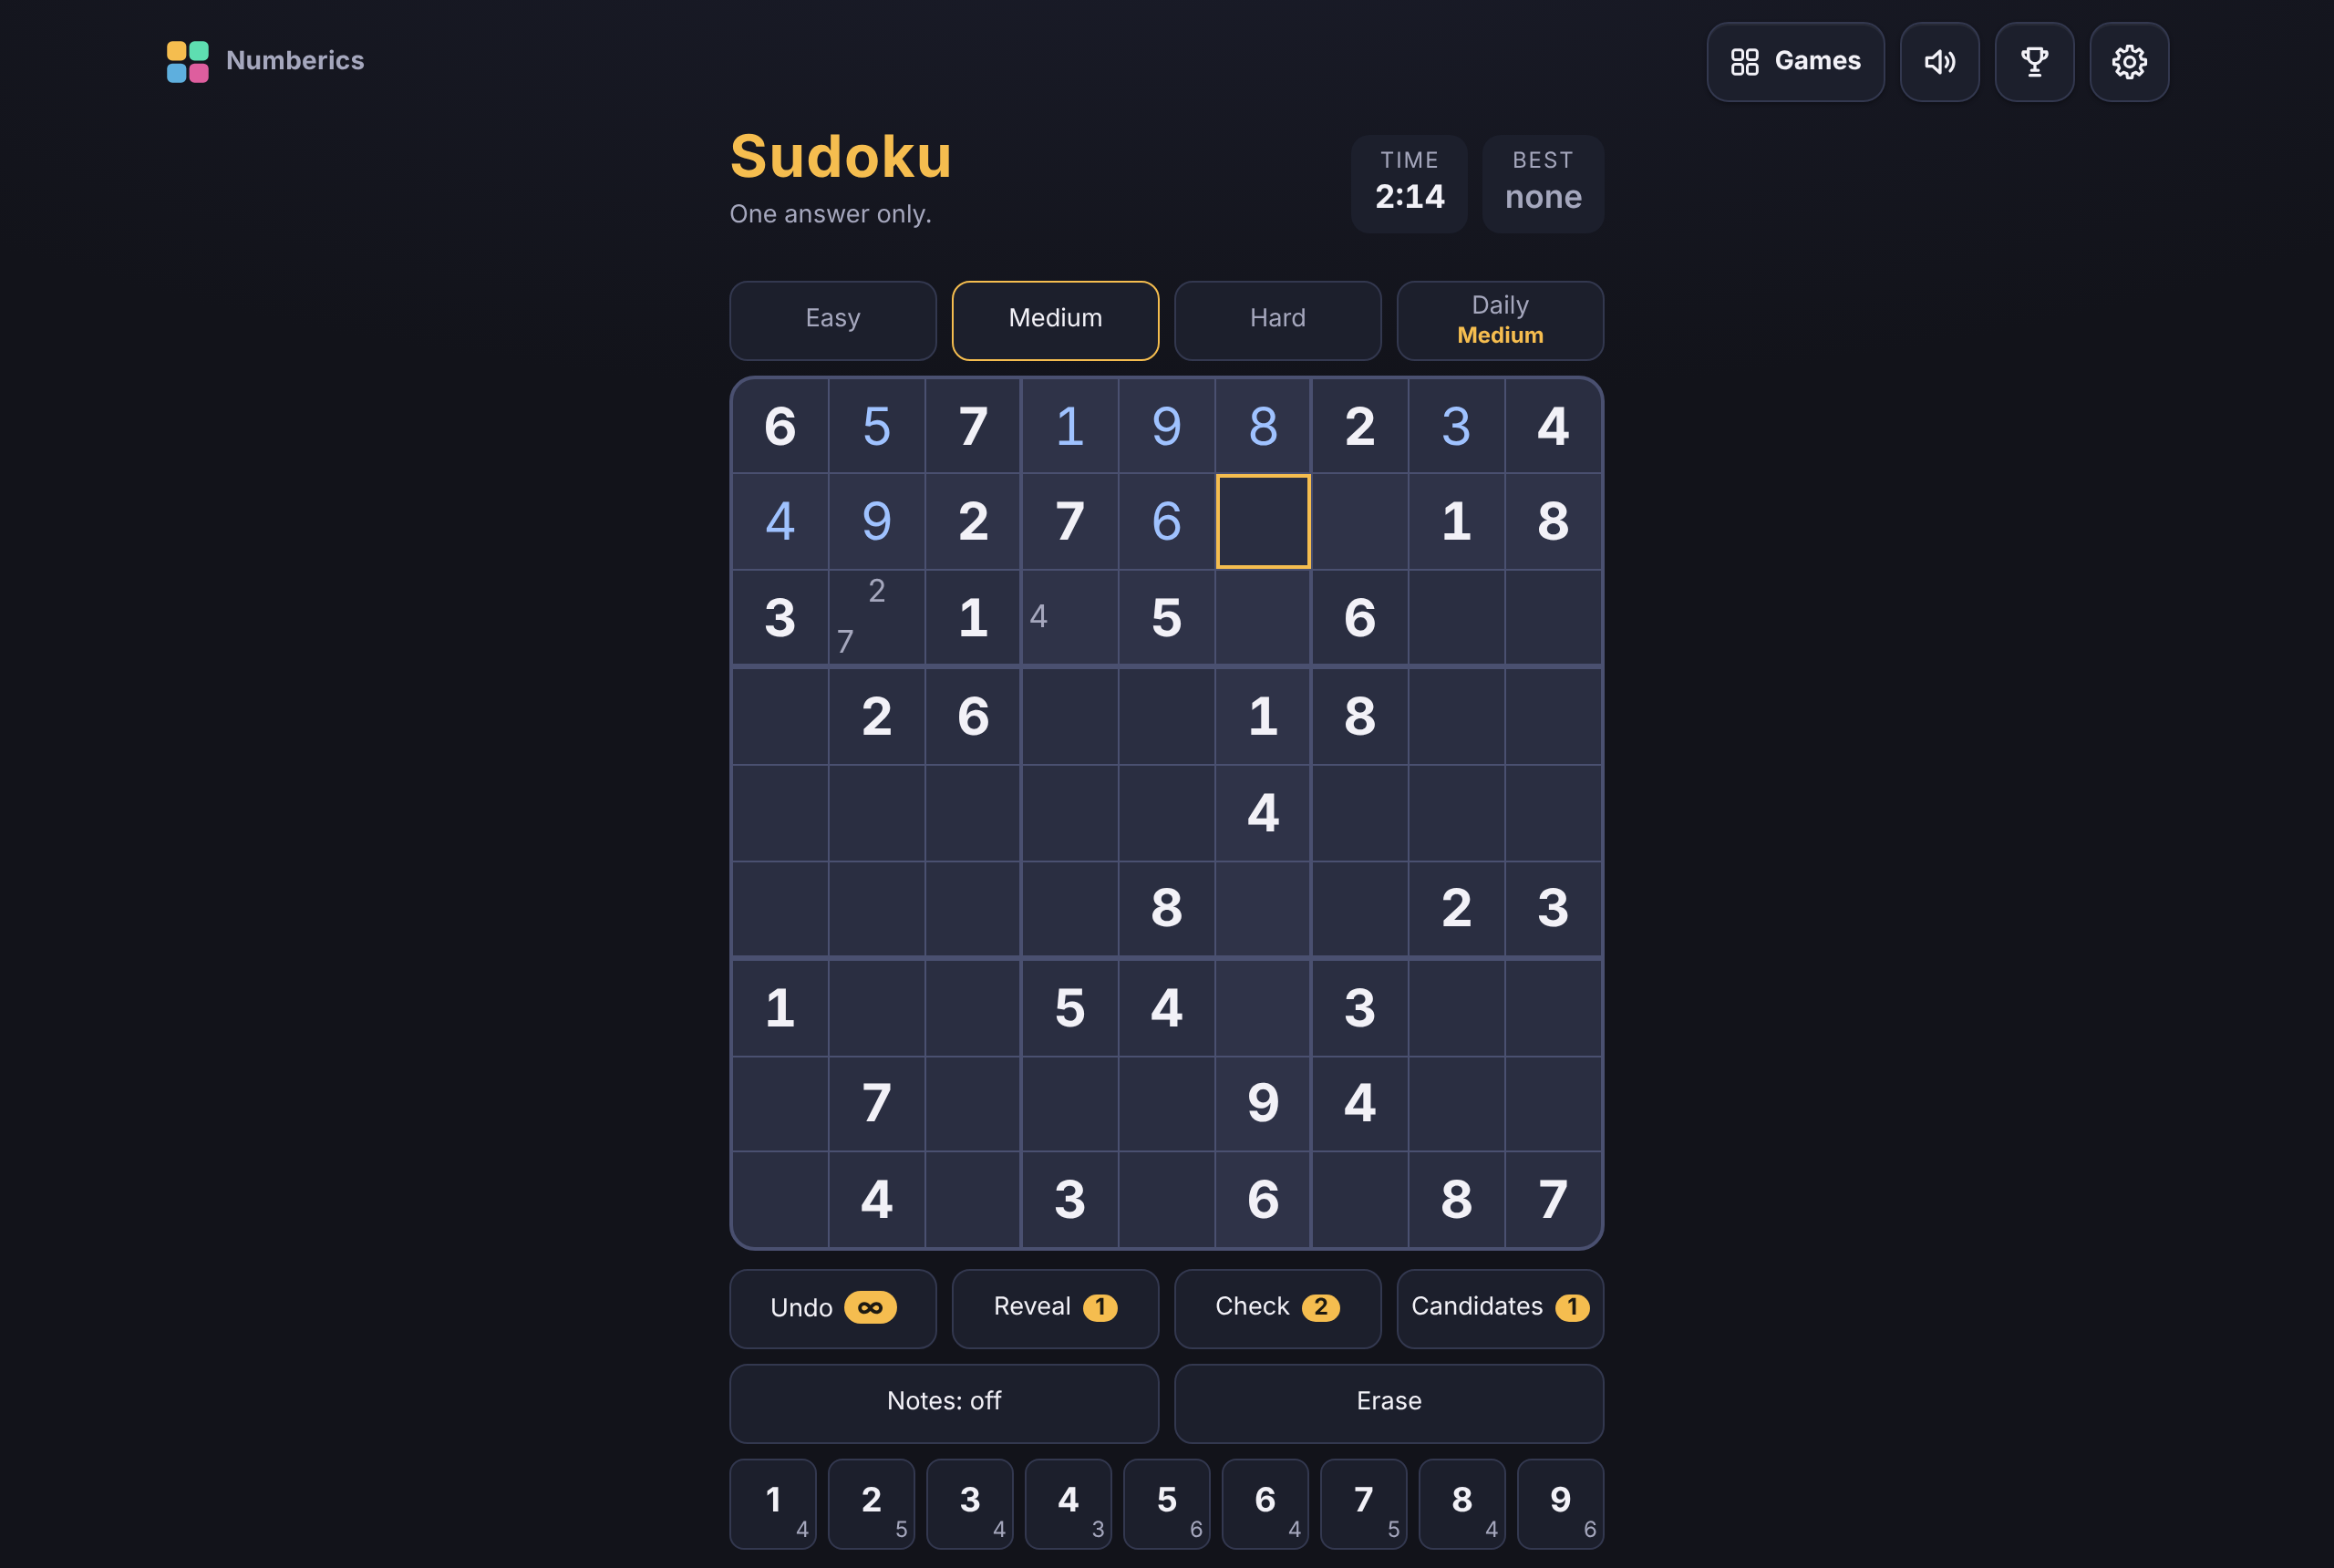 Numberics
Games
Sudoku
One answer only.
TIME
2:14
BEST
none
Easy
Medium
Hard
Daily
Medium
6 5 7 1 9 8 2 3 4
4 9 2 7 6 1 8
3 2 7 1 4 5 6
2 6 1 8
4
8 2 3
1 5 4 3
7 9 4
4 3 6 8 7
Undo ∞
Reveal 1
Check 2
Candidates 1
Notes: off
Erase
1 4
2 5
3 4
4 3
5 6
6 4
7 5
8 4
9 6